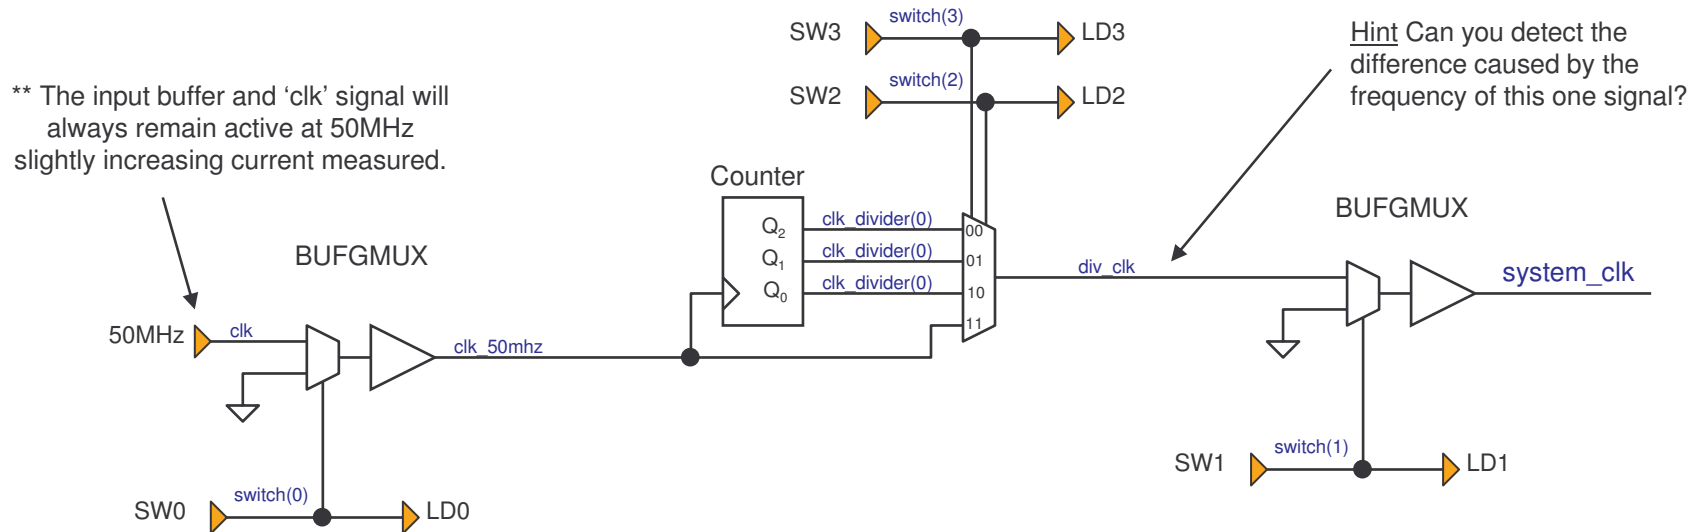 ** The input buffer and ‘clk’ signal will
always remain active at 50MHz
slightly increasing current measured.
SW3
switch(3)
LD3
SW2
switch(2)
LD2
Hint Can you detect the
difference caused by the
frequency of this one signal?
Counter
Q2
Q1
Q0
clk_divider(0)
clk_divider(0)
clk_divider(0)
00
01
10
11
div_clk
BUFGMUX
system_clk
BUFGMUX
50MHz
clk
clk_50mhz
SW1
switch(1)
LD1
SW0
switch(0)
LD0